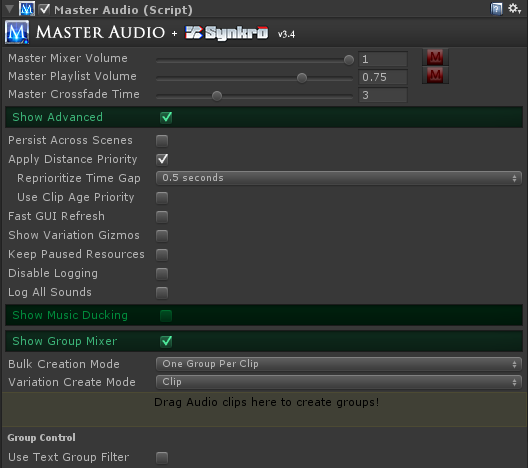 Master Audio (Script)
MASTER AUDIO + Synkro v3.4
Master Mixer Volume 1 M
Master Playlist Volume 0.75 M
Master Crossfade Time 3
Show Advanced
Persist Across Scenes
Apply Distance Priority
Reprioritize Time Gap 0.5 seconds
Use Clip Age Priority
Fast GUI Refresh
Show Variation Gizmos
Keep Paused Resources
Disable Logging
Log All Sounds
Show Music Ducking
Show Group Mixer
Bulk Creation Mode One Group Per Clip
Variation Create Mode Clip
Drag Audio clips here to create groups!
Group Control
Use Text Group Filter